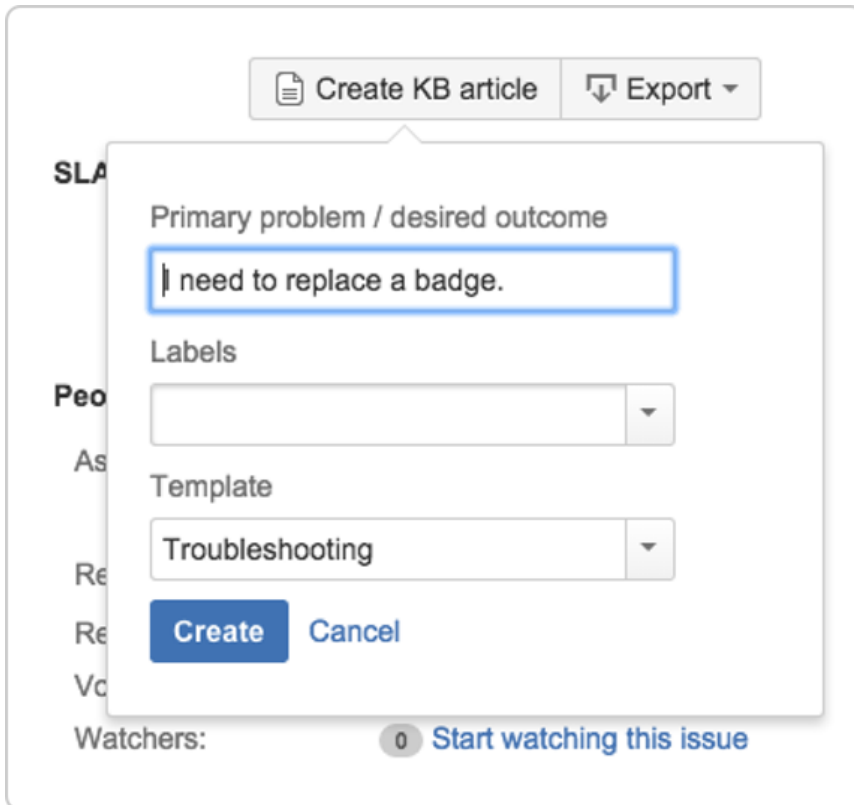 Create KB article Export
SLA
Primary problem / desired outcome
I need to replace a badge.
Labels
Peo
As
Template
Troubleshooting
Re
Create Cancel
Re
Vo
Watchers: 0 Start watching this issue